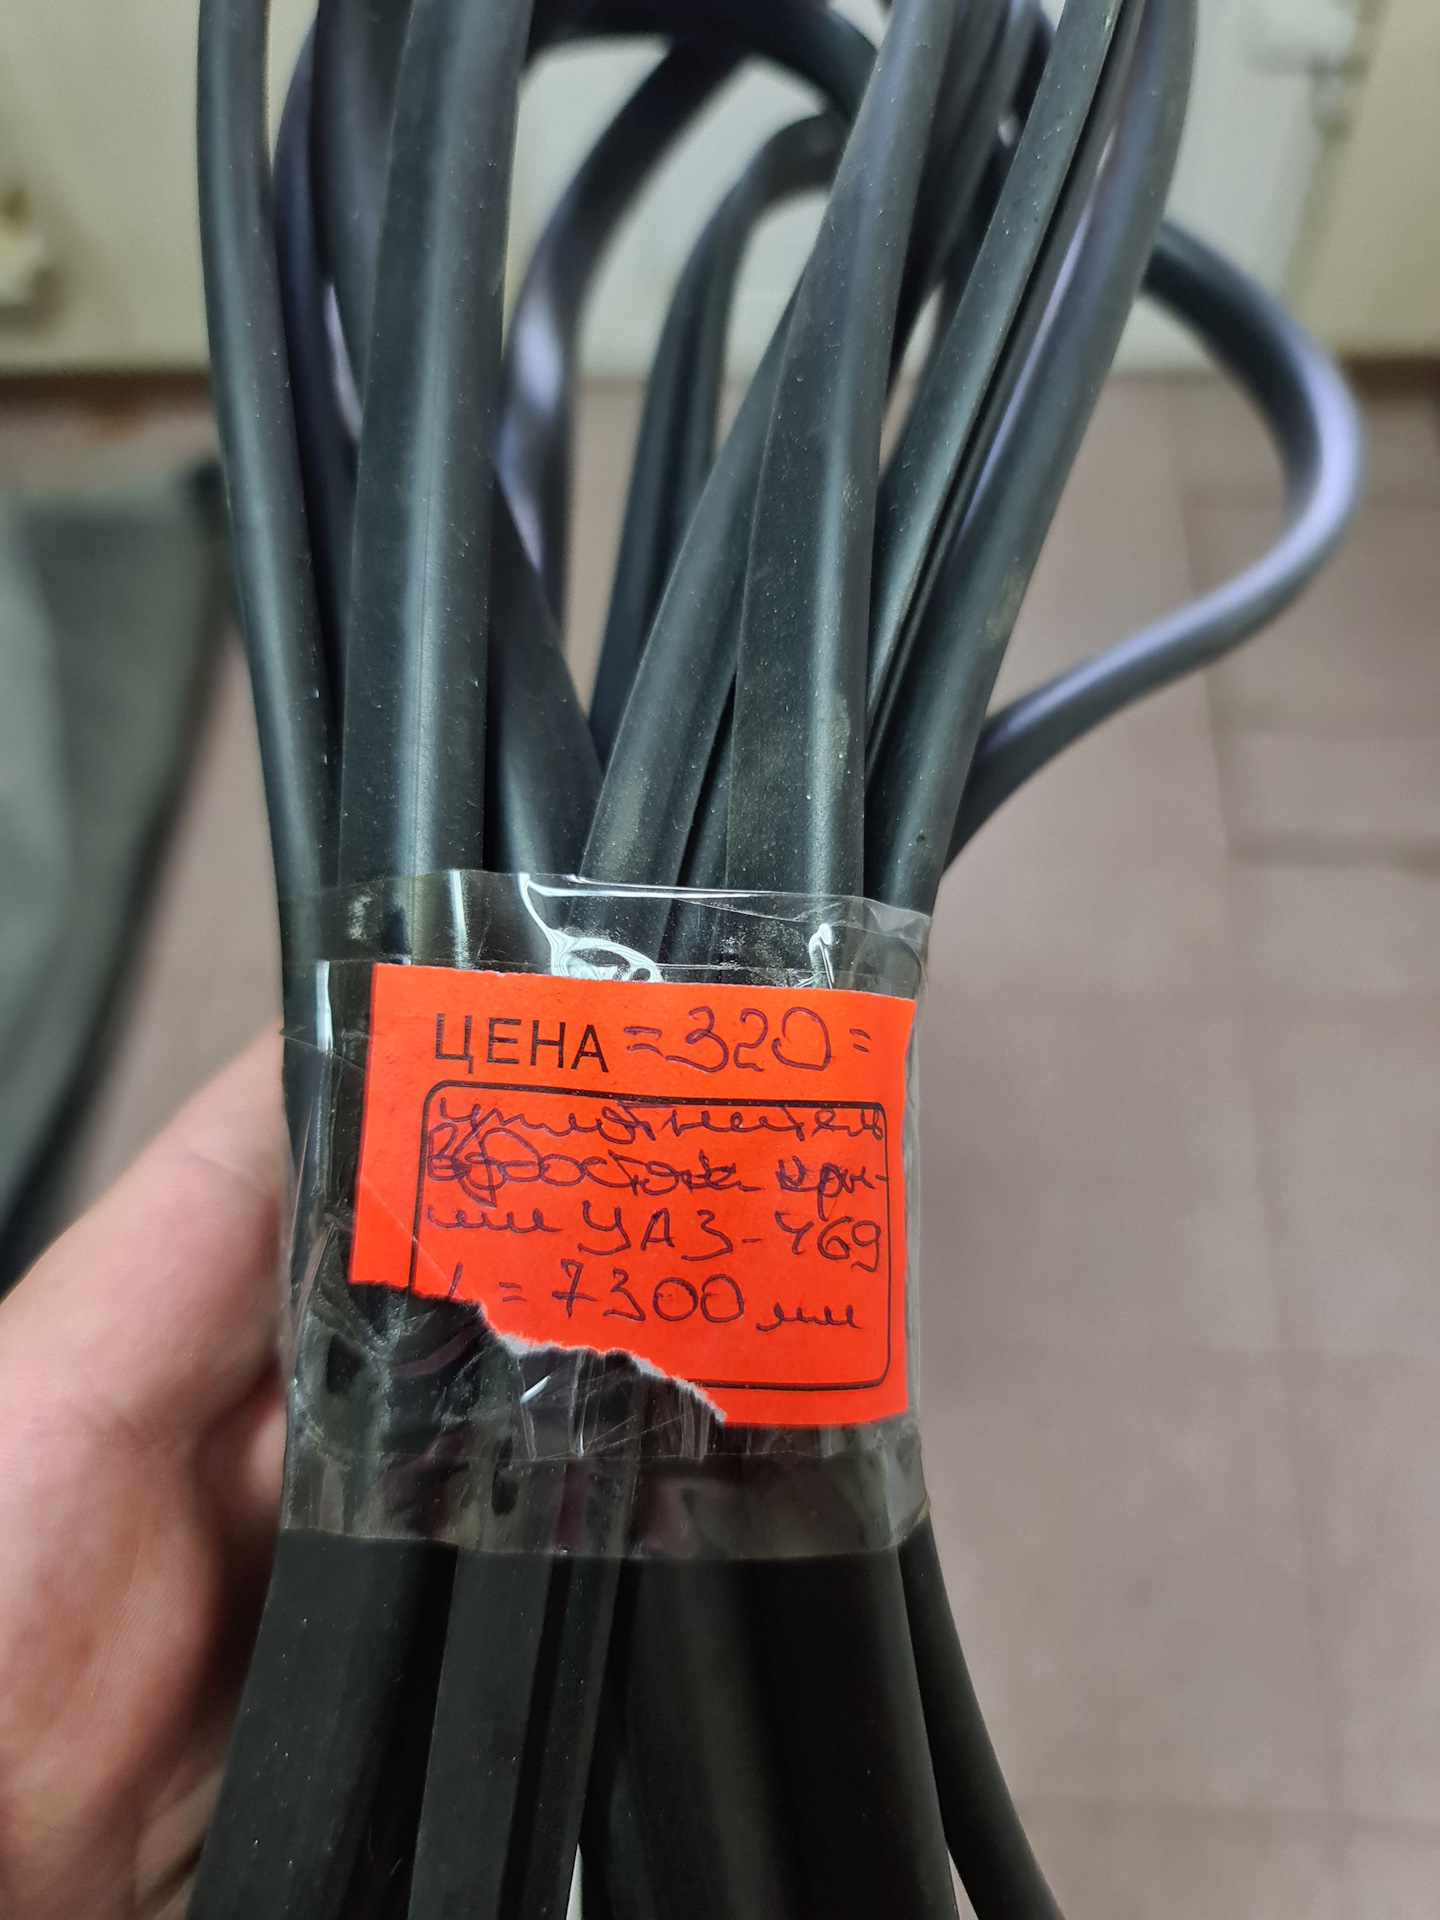 ЦЕНА =320=
уплотнитель
водостока кры-
ши УАЗ-469
L = 7300 мм